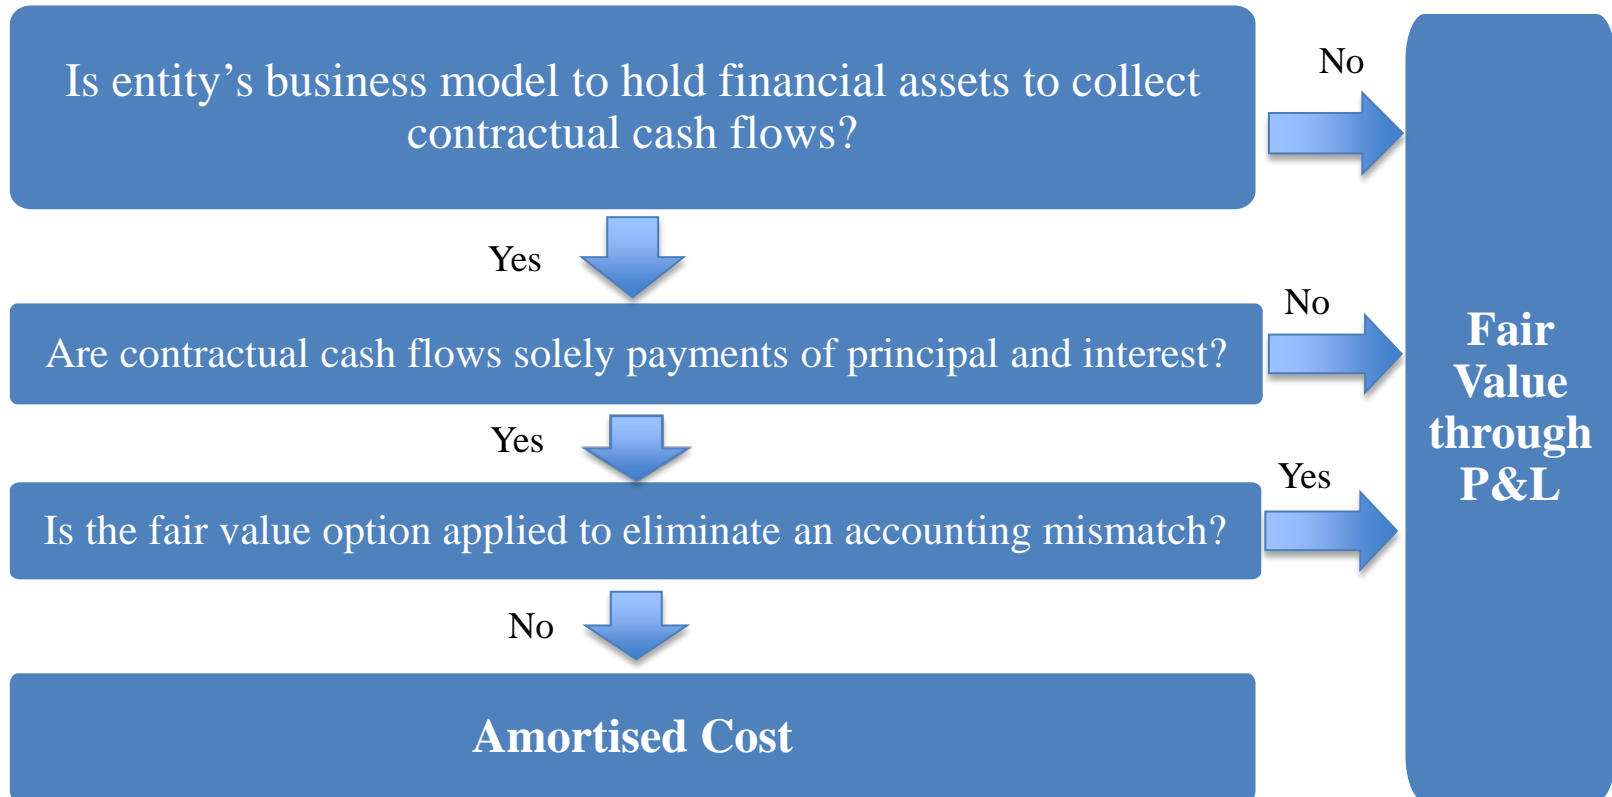 Is entity’s business model to hold financial assets to collect
contractual cash flows?
No
Yes
Are contractual cash flows solely payments of principal and interest?
No
Yes
Is the fair value option applied to eliminate an accounting mismatch?
Yes
No
Amortised Cost
Fair
Value
through
P&L